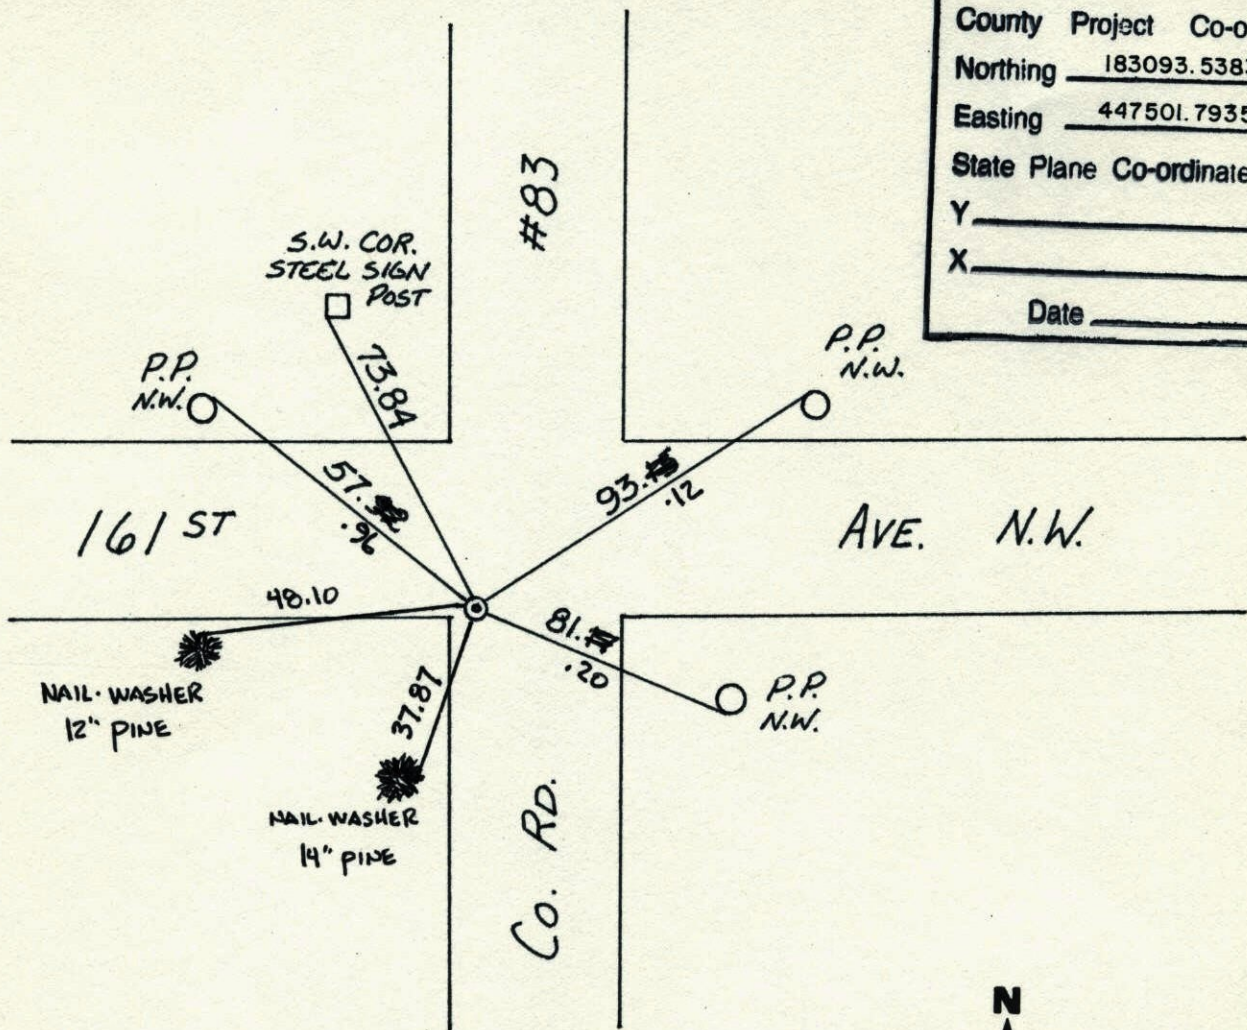 County Project Co-o
Northing 183093.538
Easting 447501.7935
State Plane Co-ordinate
Y
X
Date
#83
S.W. COR.
STEEL SIGN
POST
73.84
P.P.
N.W.
P.P.
N.W.
57.
.96
93.
.12
161 ST
AVE. N.W.
48.10
81.
.20
NAIL·WASHER
12" PINE
37.87
P.P.
N.W.
NAIL·WASHER
14" PINE
CO. RD.
N